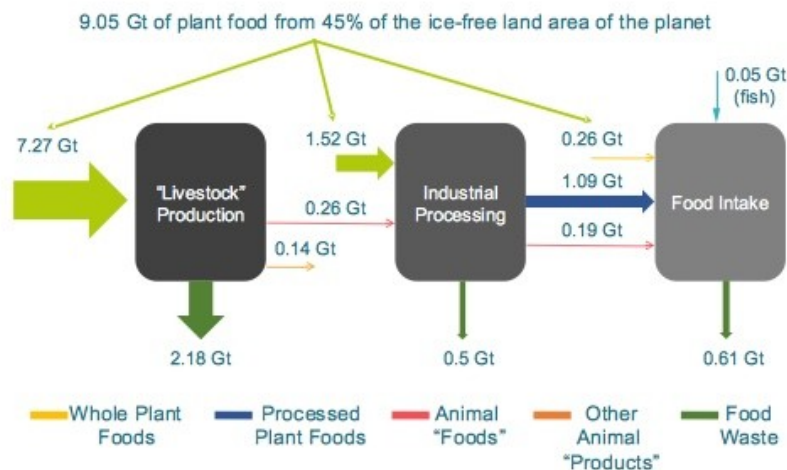 9.05 Gt of plant food from 45% of the ice-free land area of the planet
0.05 Gt
(fish)
7.27 Gt
1.52 Gt
0.26 Gt
"Livestock"
Production
Industrial
Processing
Food Intake
0.26 Gt
1.09 Gt
0.14 Gt
0.19 Gt
2.18 Gt
0.5 Gt
0.61 Gt
Whole Plant
Foods
Processed
Plant Foods
Animal
"Foods"
Other
Animal
"Products"
Food
Waste